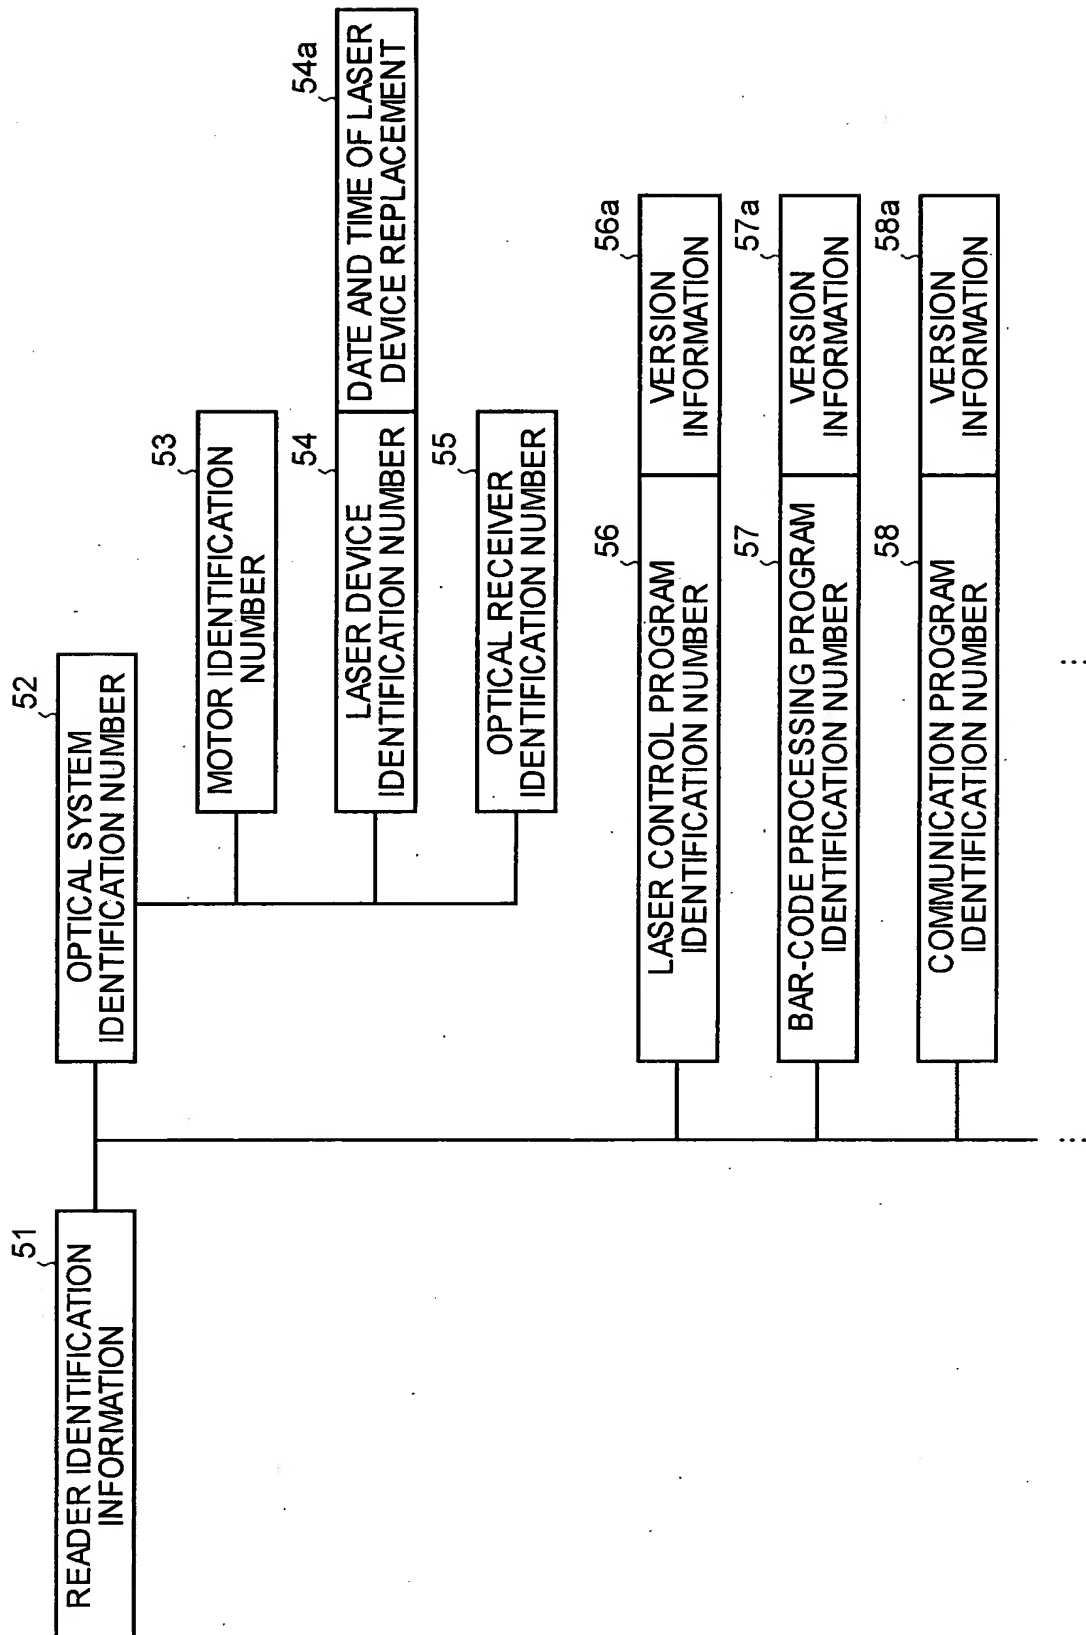 51
READER IDENTIFICATION
INFORMATION
52
OPTICAL SYSTEM
IDENTIFICATION NUMBER
53
MOTOR IDENTIFICATION
NUMBER
54
LASER DEVICE
IDENTIFICATION NUMBER
54a
DATE AND TIME OF LASER
DEVICE REPLACEMENT
55
OPTICAL RECEIVER
IDENTIFICATION NUMBER
56
LASER CONTROL PROGRAM
IDENTIFICATION NUMBER
56a
VERSION
INFORMATION
57
BAR-CODE PROCESSING PROGRAM
IDENTIFICATION NUMBER
57a
VERSION
INFORMATION
58
COMMUNICATION PROGRAM
IDENTIFICATION NUMBER
58a
VERSION
INFORMATION